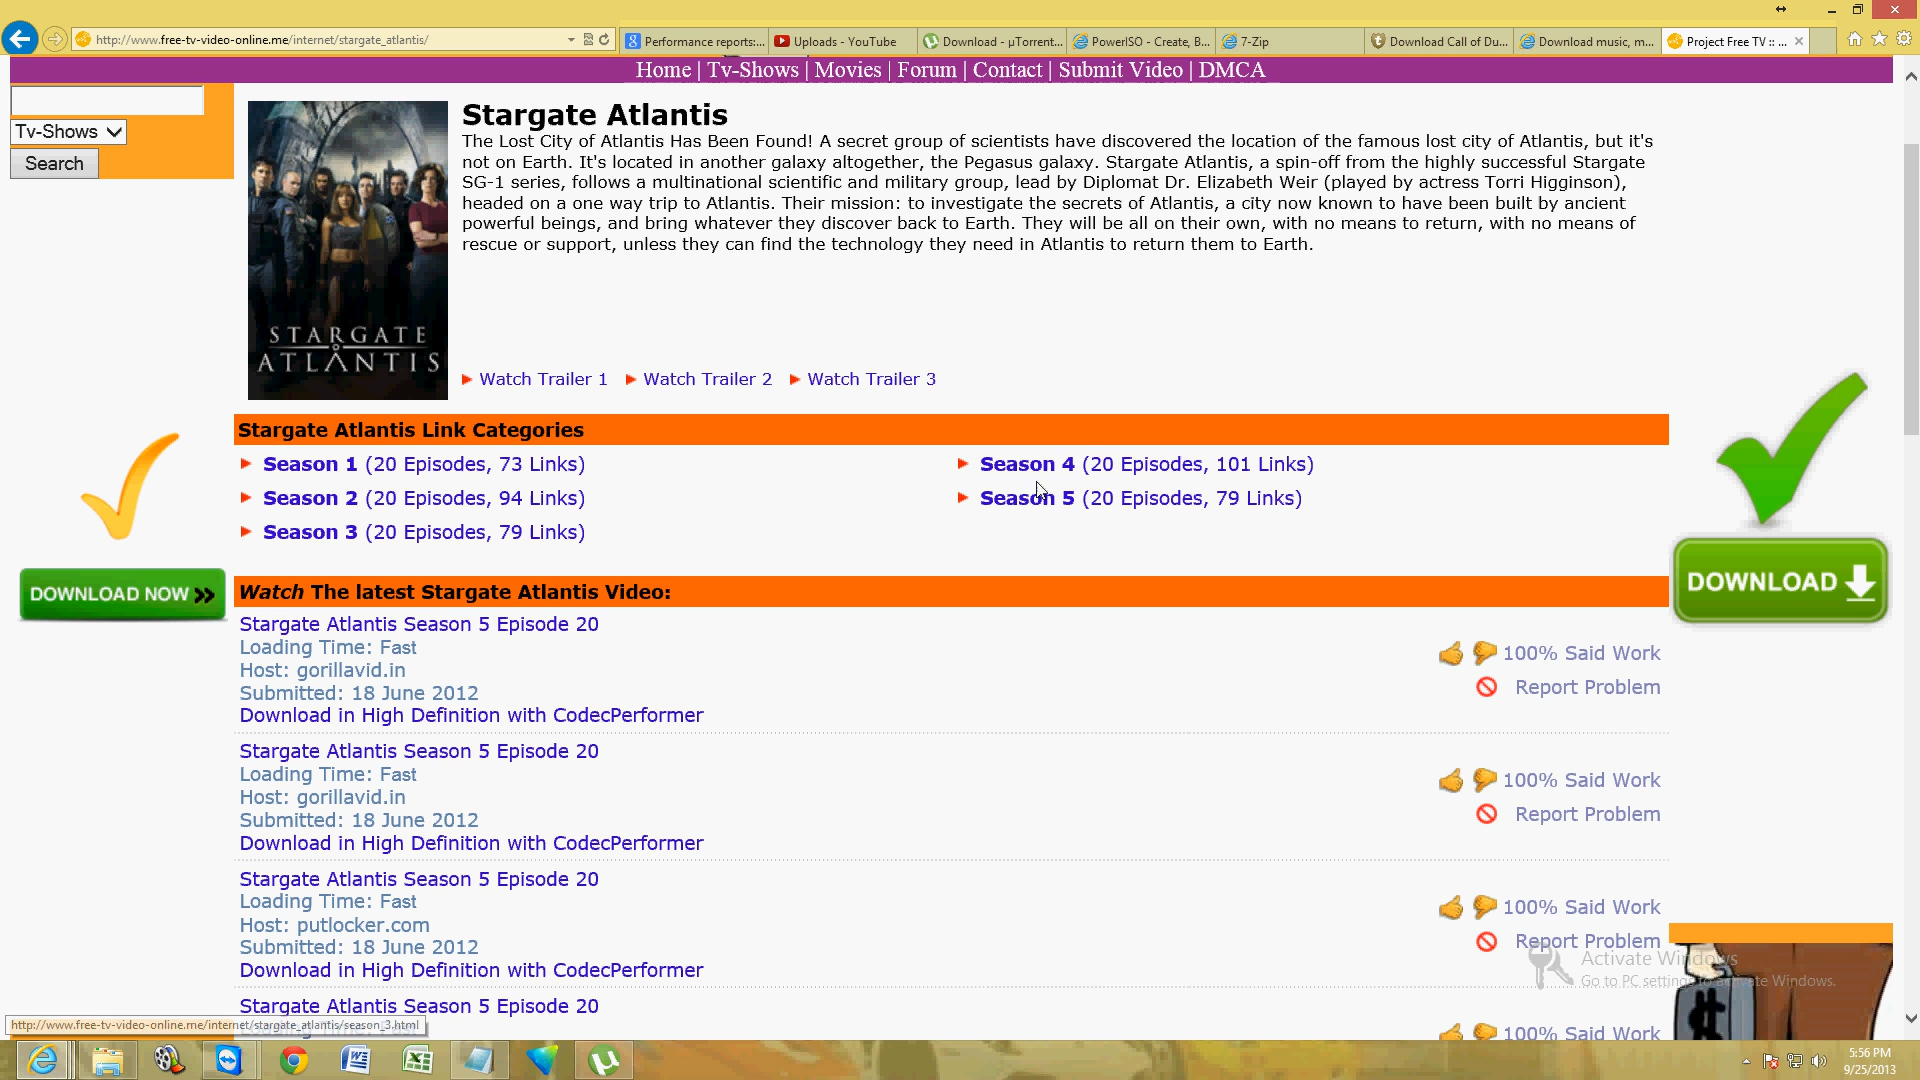 http://www.free-tv-video-online.me/internet/stargate_atlantis/
Performance reports:...
Uploads - YouTube
Download - µTorrent...
PowerISO - Create, B...
7-Zip
Download Call of Du...
Download music, m...
Project Free TV :: ...
Home | Tv-Shows | Movies | Forum | Contact | Submit Video | DMCA
Tv-Shows
Search
STARGATE
ATLANTIS
Stargate Atlantis
The Lost City of Atlantis Has Been Found! A secret group of scientists have discovered the location of the famous lost city of Atlantis, but it's
not on Earth. It's located in another galaxy altogether, the Pegasus galaxy. Stargate Atlantis, a spin-off from the highly successful Stargate
SG-1 series, follows a multinational scientific and military group, lead by Diplomat Dr. Elizabeth Weir (played by actress Torri Higginson),
headed on a one way trip to Atlantis. Their mission: to investigate the secrets of Atlantis, a city now known to have been built by ancient
powerful beings, and bring whatever they discover back to Earth. They will be all on their own, with no means to return, with no means of
rescue or support, unless they can find the technology they need in Atlantis to return them to Earth.
Watch Trailer 1 Watch Trailer 2 Watch Trailer 3
Stargate Atlantis Link Categories
Season 1 (20 Episodes, 73 Links)
Season 2 (20 Episodes, 94 Links)
Season 3 (20 Episodes, 79 Links)
Season 4 (20 Episodes, 101 Links)
Season 5 (20 Episodes, 79 Links)
DOWNLOAD NOW
DOWNLOAD
Watch The latest Stargate Atlantis Video:
Stargate Atlantis Season 5 Episode 20
Loading Time: Fast
Host: gorillavid.in
Submitted: 18 June 2012
Download in High Definition with CodecPerformer
100% Said Work
Report Problem
Stargate Atlantis Season 5 Episode 20
Loading Time: Fast
Host: gorillavid.in
Submitted: 18 June 2012
Download in High Definition with CodecPerformer
100% Said Work
Report Problem
Stargate Atlantis Season 5 Episode 20
Loading Time: Fast
Host: putlocker.com
Submitted: 18 June 2012
Download in High Definition with CodecPerformer
100% Said Work
Report Problem
Stargate Atlantis Season 5 Episode 20
100% Said Work
Activate Windows
Go to PC settings to activate Windows.
http://www.free-tv-video-online.me/internet/stargate_atlantis/season_3.html
5:56 PM
9/25/2013